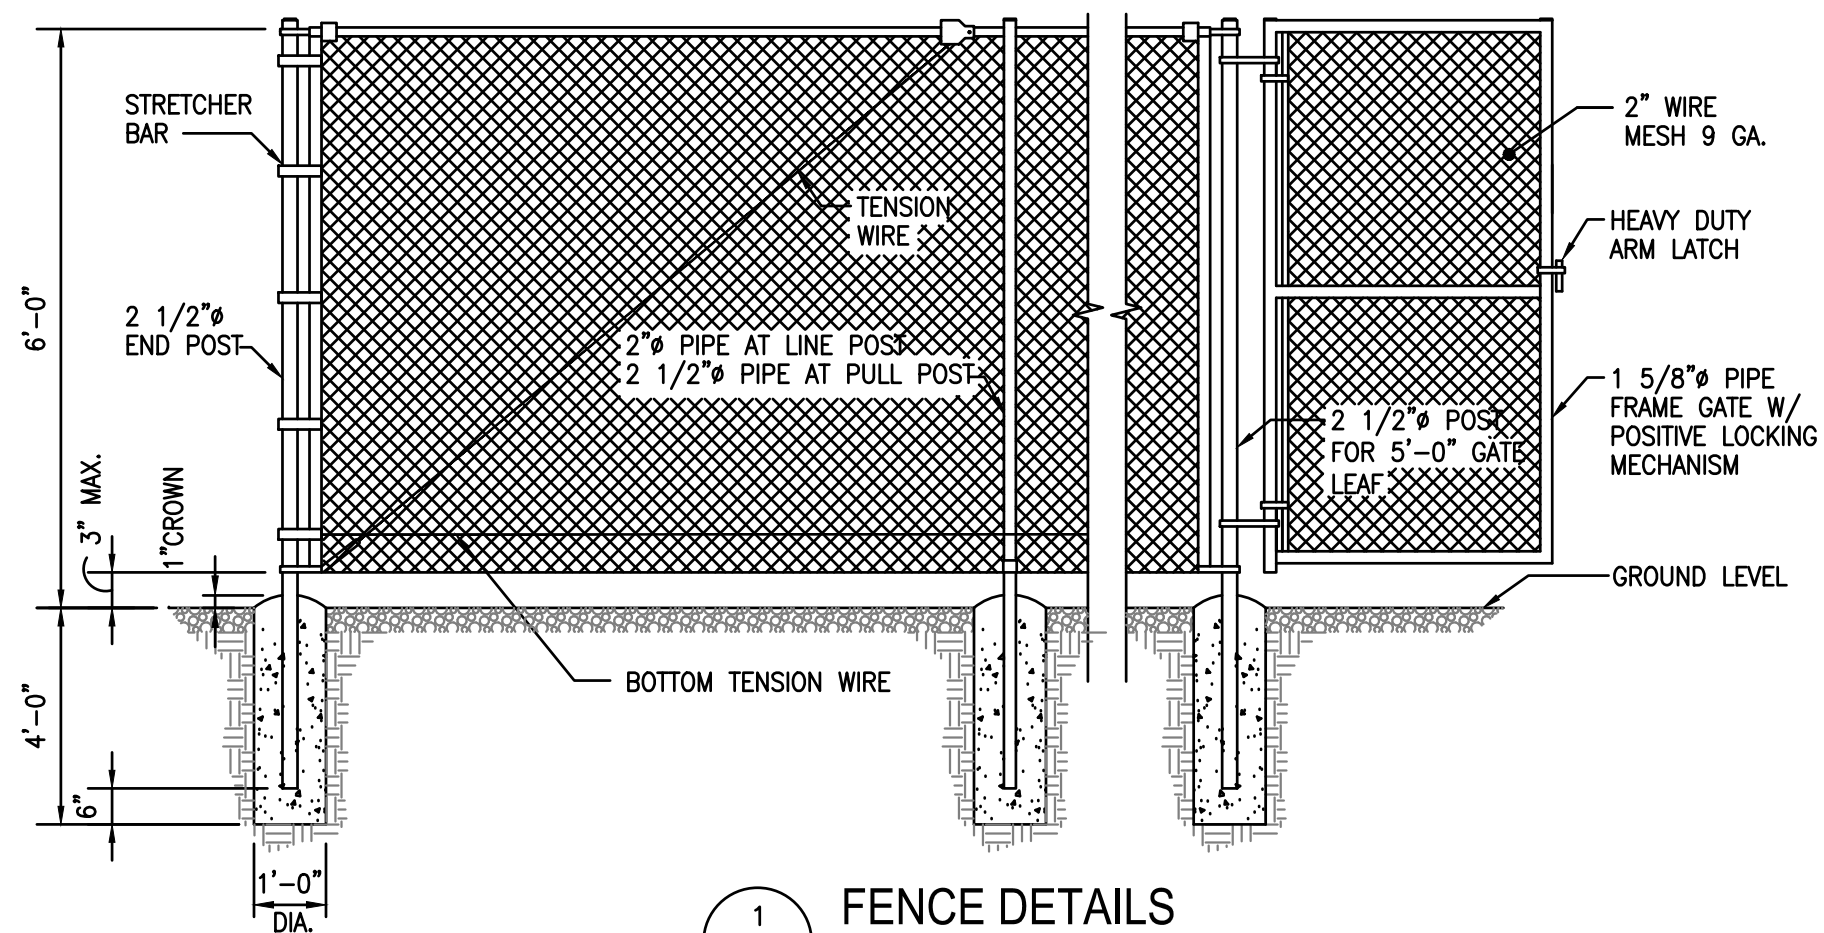 STRETCHER
BAR
2" WIRE
MESH 9 GA.
TENSION
WIRE
HEAVY DUTY
ARM LATCH
6'-0"
2 1/2"ø
END POST
2"ø PIPE AT LINE POST
2 1/2"ø PIPE AT PULL POST
1 5/8"ø PIPE
FRAME GATE W/
POSITIVE LOCKING
MECHANISM
2 1/2"ø POST
FOR 5'-0" GATE
LEAF
3" MAX.
1"CROWN
GROUND LEVEL
BOTTOM TENSION WIRE
4'-0"
6"
1'-0"
DIA.
1
FENCE DETAILS